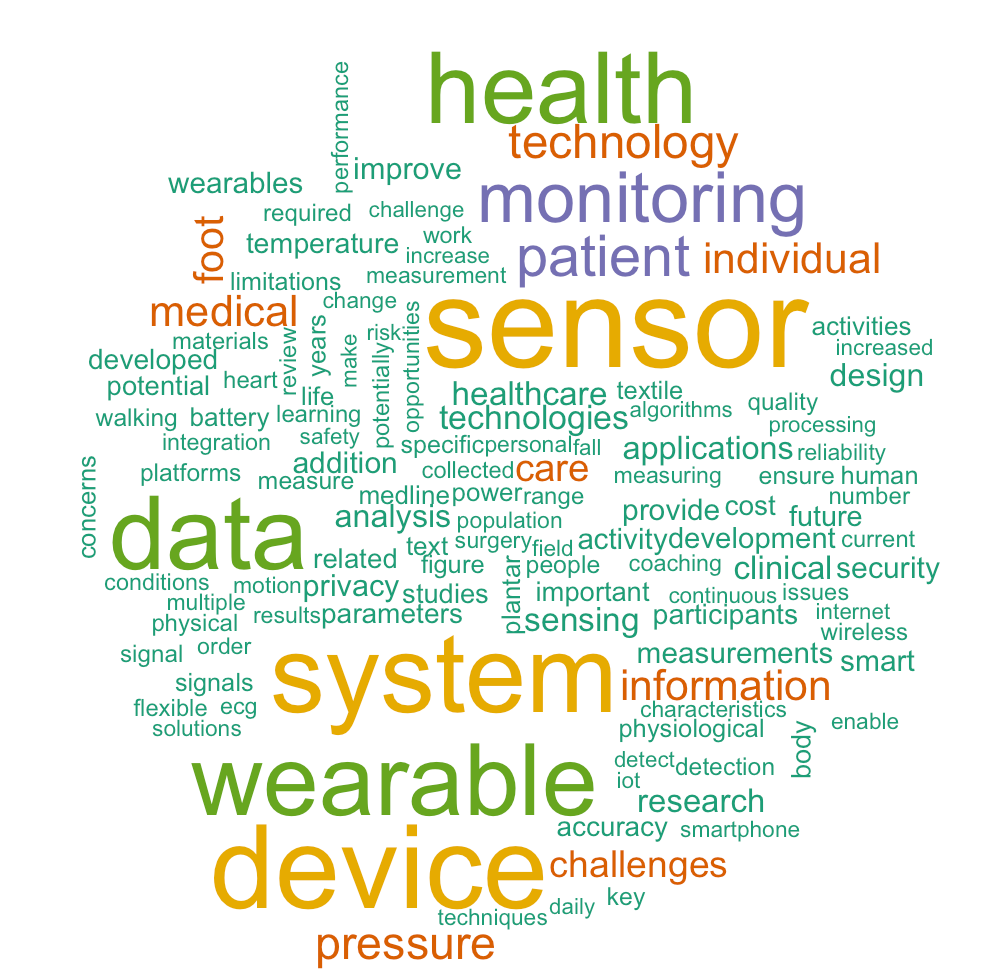 health
performance
technology
improve
wearables
monitoring
required
challenge
foot
work
temperature
patient
individual
increase
limitations
measurement
medical
change
sensor
opportunities
activities
materials
review
years
make
risk
potentially
increased
developed
potential
heart
design
life
healthcare
textile
walking
battery
learning
technologies
algorithms
quality
integration
safety
processing
specific
personal
fall
applications
reliability
concerns
platforms
addition
collected
care
measuring
ensure
human
measure
medline
power
range
number
data
analysis
population
provide
cost
future
related
text
surgery
field
activity
development
current
conditions
motion
privacy
figure
people
coaching
clinical
security
multiple
studies
plantar
important
continuous
issues
physical
results
parameters
sensing
participants
internet
wireless
signal
order
system
measurements
smart
signals
information
flexible
ecg
characteristics
solutions
physiological
body
enable
wearable
detect
detection
iot
research
device
accuracy
smartphone
challenges
key
daily
techniques
pressure